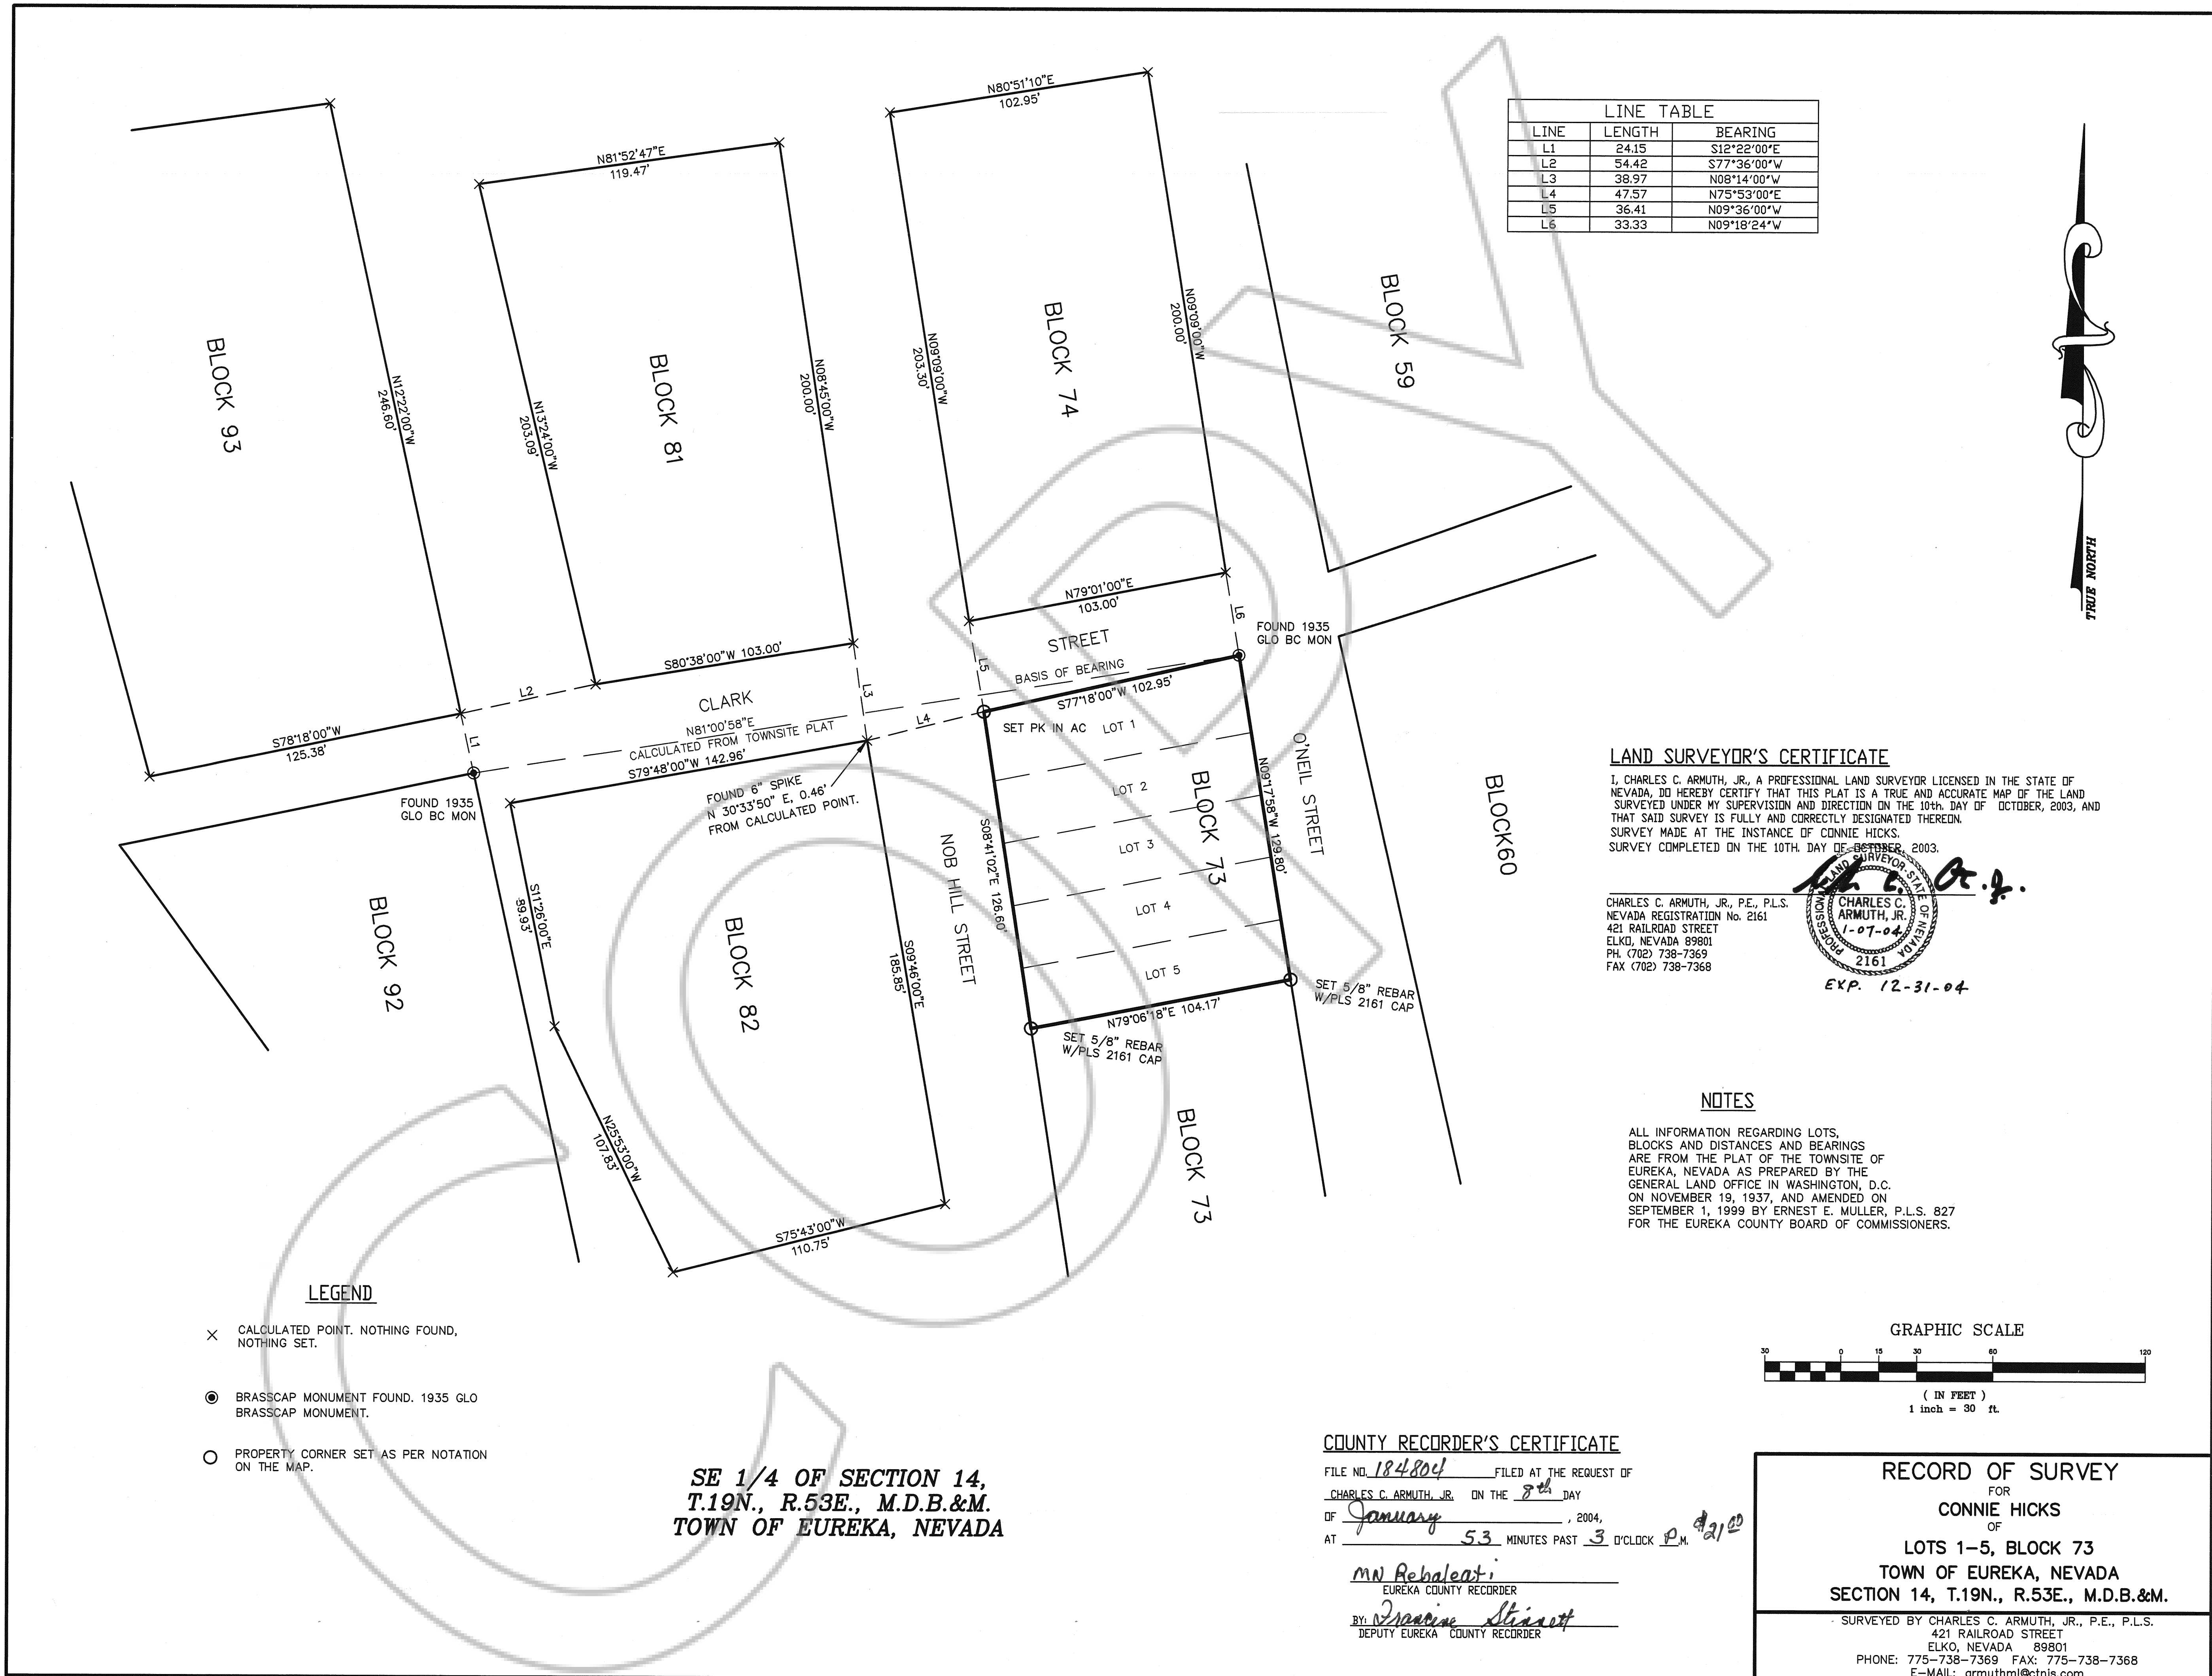 N80°51'10"E
102.95'
N81°52'47"E
119.47'
LINE TABLE
LINE LENGTH BEARING
L1 24.15 S12°22'00"E
L2 54.42 S77°36'00"W
L3 38.97 N08°14'00"W
L4 47.57 N75°53'00"E
L5 36.41 N09°36'00"W
L6 33.33 N09°18'24"W
BLOCK 93
N12°22'00"W
246.60'
N13°24'00"W
203.09'
BLOCK 81
N08°45'00"W
200.00'
N09°09'00"W
203.30'
BLOCK 74
N09°09'00"W
200.00'
BLOCK 59
TRUE NORTH
N79°01'00"E
103.00'
L6
FOUND 1935
GLO BC MON
STREET
L5
BASIS OF BEARING
S77°18'00"W 102.95'
S80°38'00"W 103.00'
L2
L3
CLARK
L4
N81°00'58"E
CALCULATED FROM TOWNSITE PLAT
S79°48'00"W 142.96'
S78°18'00"W
125.38'
L1
FOUND 1935
GLO BC MON
FOUND 6" SPIKE
N 30°33'50" E, 0.46'
FROM CALCULATED POINT.
SET PK IN AC
LOT 1
LOT 2
LOT 3
LOT 4
LOT 5
BLOCK 73
S08°41'02"E 126.60'
N09°17'58"W 129.80'
O'NEIL STREET
BLOCK60
NOB HILL STREET
N79°06'18"E 104.17'
SET 5/8" REBAR
W/PLS 2161 CAP
SET 5/8" REBAR
W/PLS 2161 CAP
BLOCK 92
S11°26'00"E
89.93'
BLOCK 82
S09°46'00"E
185.85'
N25°53'00"W
107.83'
S75°43'00"W
110.75'
BLOCK 73
LAND SURVEYOR'S CERTIFICATE
I, CHARLES C. ARMUTH, JR., A PROFESSIONAL LAND SURVEYOR LICENSED IN THE STATE OF
NEVADA, DO HEREBY CERTIFY THAT THIS PLAT IS A TRUE AND ACCURATE MAP OF THE LAND
SURVEYED UNDER MY SUPERVISION AND DIRECTION ON THE 10th. DAY OF OCTOBER, 2003, AND
THAT SAID SURVEY IS FULLY AND CORRECTLY DESIGNATED THEREON.
SURVEY MADE AT THE INSTANCE OF CONNIE HICKS.
SURVEY COMPLETED ON THE 10TH. DAY OF OCTOBER, 2003.
CHARLES C. ARMUTH, JR., P.E., P.L.S.
NEVADA REGISTRATION No. 2161
421 RAILROAD STREET
ELKO, NEVADA 89801
PH. (702) 738-7369
FAX (702) 738-7368
PROFESSIONAL LAND SURVEYOR-STATE OF NEVADA
CHARLES C.
ARMUTH, JR.
1-07-04
2161
EXP. 12-31-04
NOTES
ALL INFORMATION REGARDING LOTS,
BLOCKS AND DISTANCES AND BEARINGS
ARE FROM THE PLAT OF THE TOWNSITE OF
EUREKA, NEVADA AS PREPARED BY THE
GENERAL LAND OFFICE IN WASHINGTON, D.C.
ON NOVEMBER 19, 1937, AND AMENDED ON
SEPTEMBER 1, 1999 BY ERNEST E. MULLER, P.L.S. 827
FOR THE EUREKA COUNTY BOARD OF COMMISSIONERS.
LEGEND
CALCULATED POINT. NOTHING FOUND,
NOTHING SET.
BRASSCAP MONUMENT FOUND. 1935 GLO
BRASSCAP MONUMENT.
PROPERTY CORNER SET AS PER NOTATION
ON THE MAP.
SE 1/4 OF SECTION 14,
T.19N., R.53E., M.D.B.&M.
TOWN OF EUREKA, NEVADA
GRAPHIC SCALE
30 0 15 30 60 120
( IN FEET )
1 inch = 30 ft.
COUNTY RECORDER'S CERTIFICATE
FILE NO. 184804 FILED AT THE REQUEST OF
CHARLES C. ARMUTH, JR. ON THE 8th DAY
OF January , 2004,
AT 53 MINUTES PAST 3 O'CLOCK P.M. $21.00
MN Rebaleati
EUREKA COUNTY RECORDER
BY: Francine Stinnett
DEPUTY EUREKA COUNTY RECORDER
RECORD OF SURVEY
FOR
CONNIE HICKS
OF
LOTS 1-5, BLOCK 73
TOWN OF EUREKA, NEVADA
SECTION 14, T.19N., R.53E., M.D.B.&M.
SURVEYED BY CHARLES C. ARMUTH, JR., P.E., P.L.S.
421 RAILROAD STREET
ELKO, NEVADA 89801
PHONE: 775-738-7369 FAX: 775-738-7368
E-MAIL: armuthml@ctnis.com
COPY